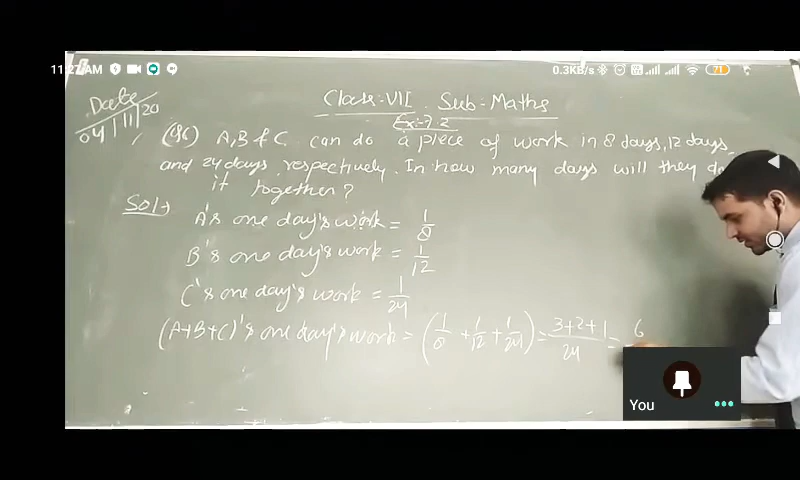 11:27 AM 0.3KB/s 71
Date
04/11/20
Class:-VII Sub:-Maths
Ex:-7.2
(Q6) A, B & C can do a piece of work in 8 days, 12 days,
and 24 days respectively. In how many days will they do
it together?
Sol:-
A's one day's work = 1/8
B's one day's work = 1/12
C's one day's work = 1/24
(A+B+C)'s one day's work = (1/8 + 1/12 + 1/24) = 3+2+1/24 = 6
You